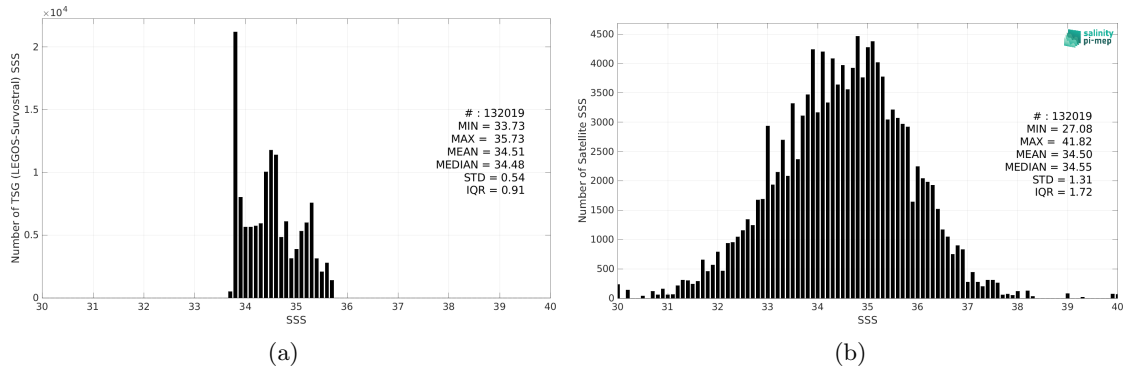 ×10⁴
2
1.5
1
0.5
0
30 31 32 33 34 35 36 37 38 39 40
SSS
Number of TSG (LEGOS-Survostral) SSS
# : 132019
MIN = 33.73
MAX = 35.73
MEAN = 34.51
MEDIAN = 34.48
STD = 0.54
IQR = 0.91
(a)
4500
4000
3500
3000
2500
2000
1500
1000
500
0
30 31 32 33 34 35 36 37 38 39 40
SSS
Number of Satellite SSS
salinity
pi-mep
# : 132019
MIN = 27.08
MAX = 41.82
MEAN = 34.50
MEDIAN = 34.55
STD = 1.31
IQR = 1.72
(b)